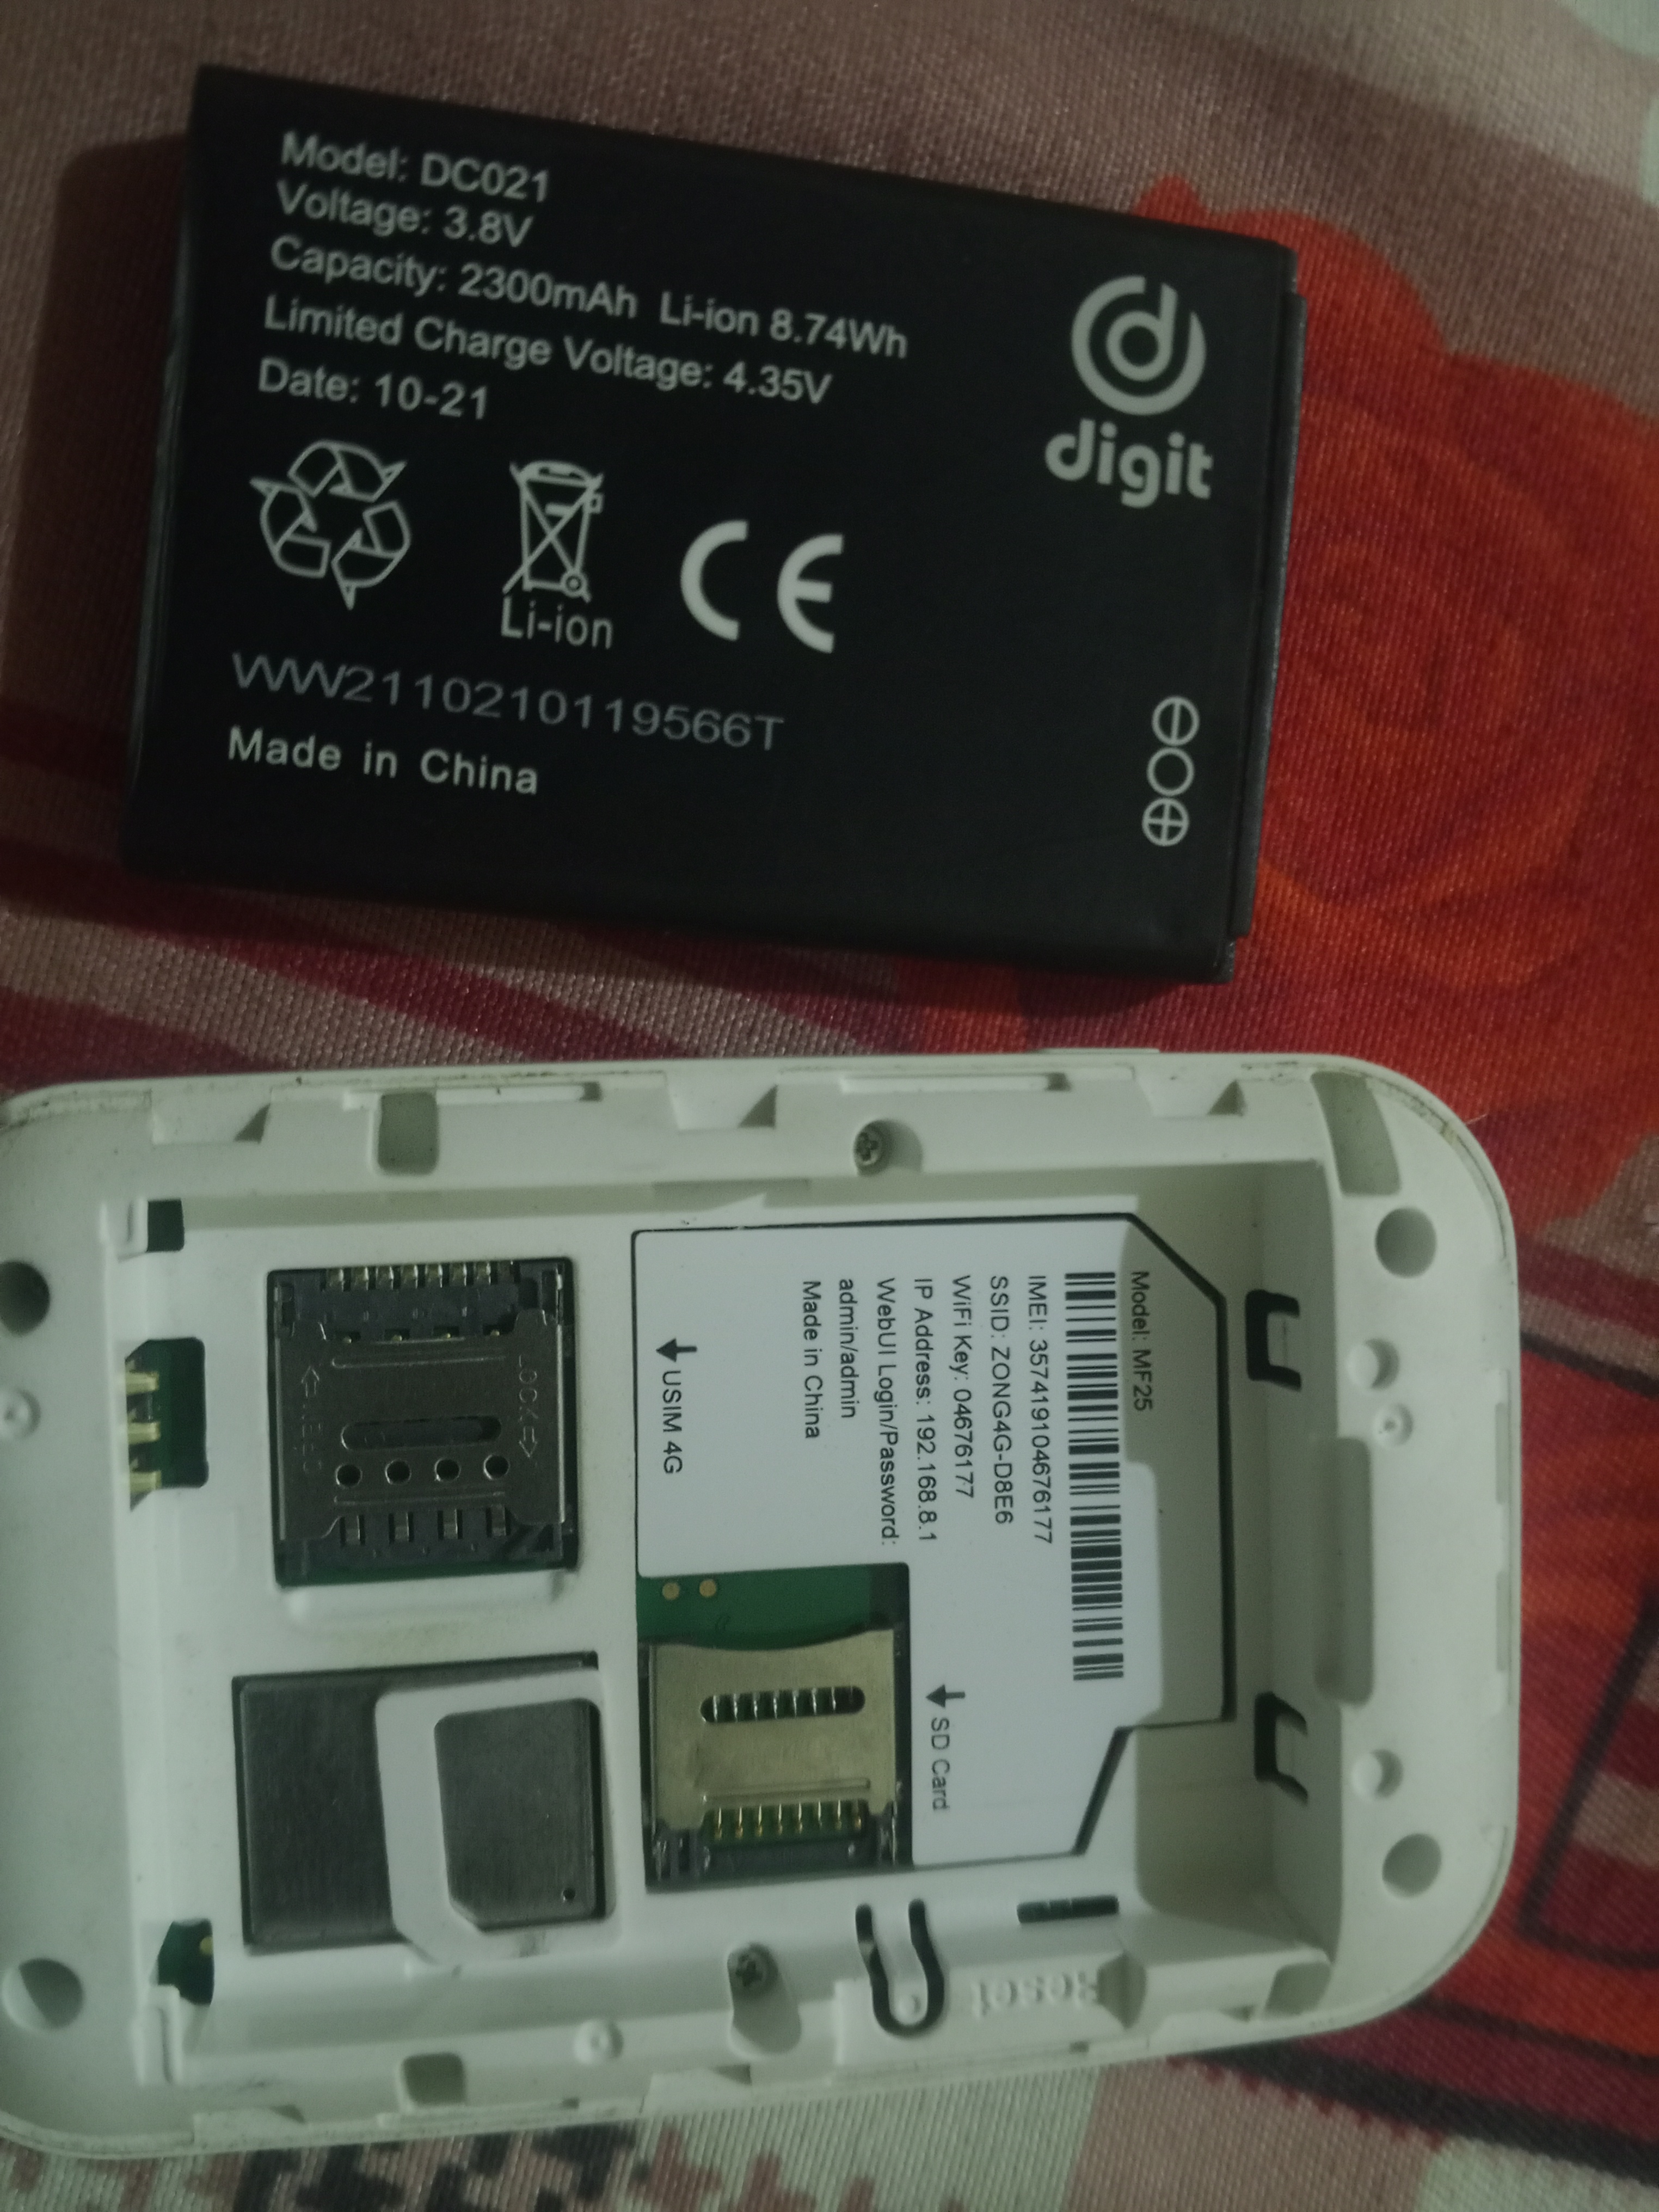 Model: DC021
Voltage: 3.8V
Capacity: 2300mAh Li-ion 8.74Wh
Limited Charge Voltage: 4.35V
Date: 10-21
digit
Li-ion
CE
WW2110210119566T
Made in China
Model: MF25
IMEI: 357419104676177
SSID: ZONG4G-D8E6
WiFi Key: 04676177
IP Address: 192.168.8.1
WebUI Login/Password:
admin/admin
Made in China
USIM 4G
SD Card
LOCK
Reset